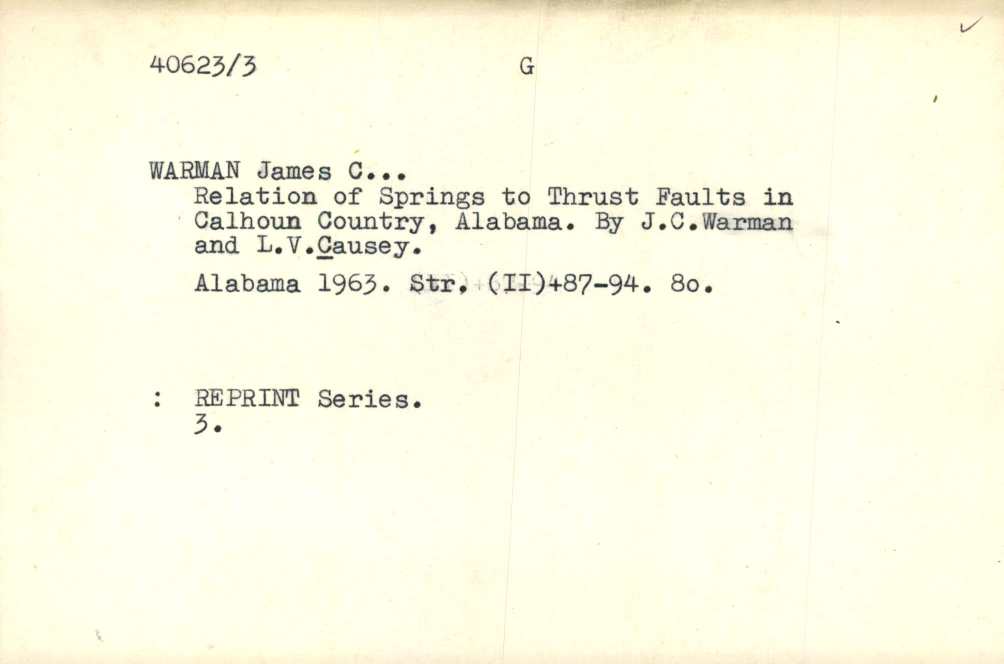 40623/3 G
WARMAN James C...
Relation of Springs to Thrust Faults in
Calhoun Country, Alabama. By J.C.Warman
and L.V.Causey.
Alabama 1963. Str. (II)+87-94. 8o.
: REPRINT Series.
3.